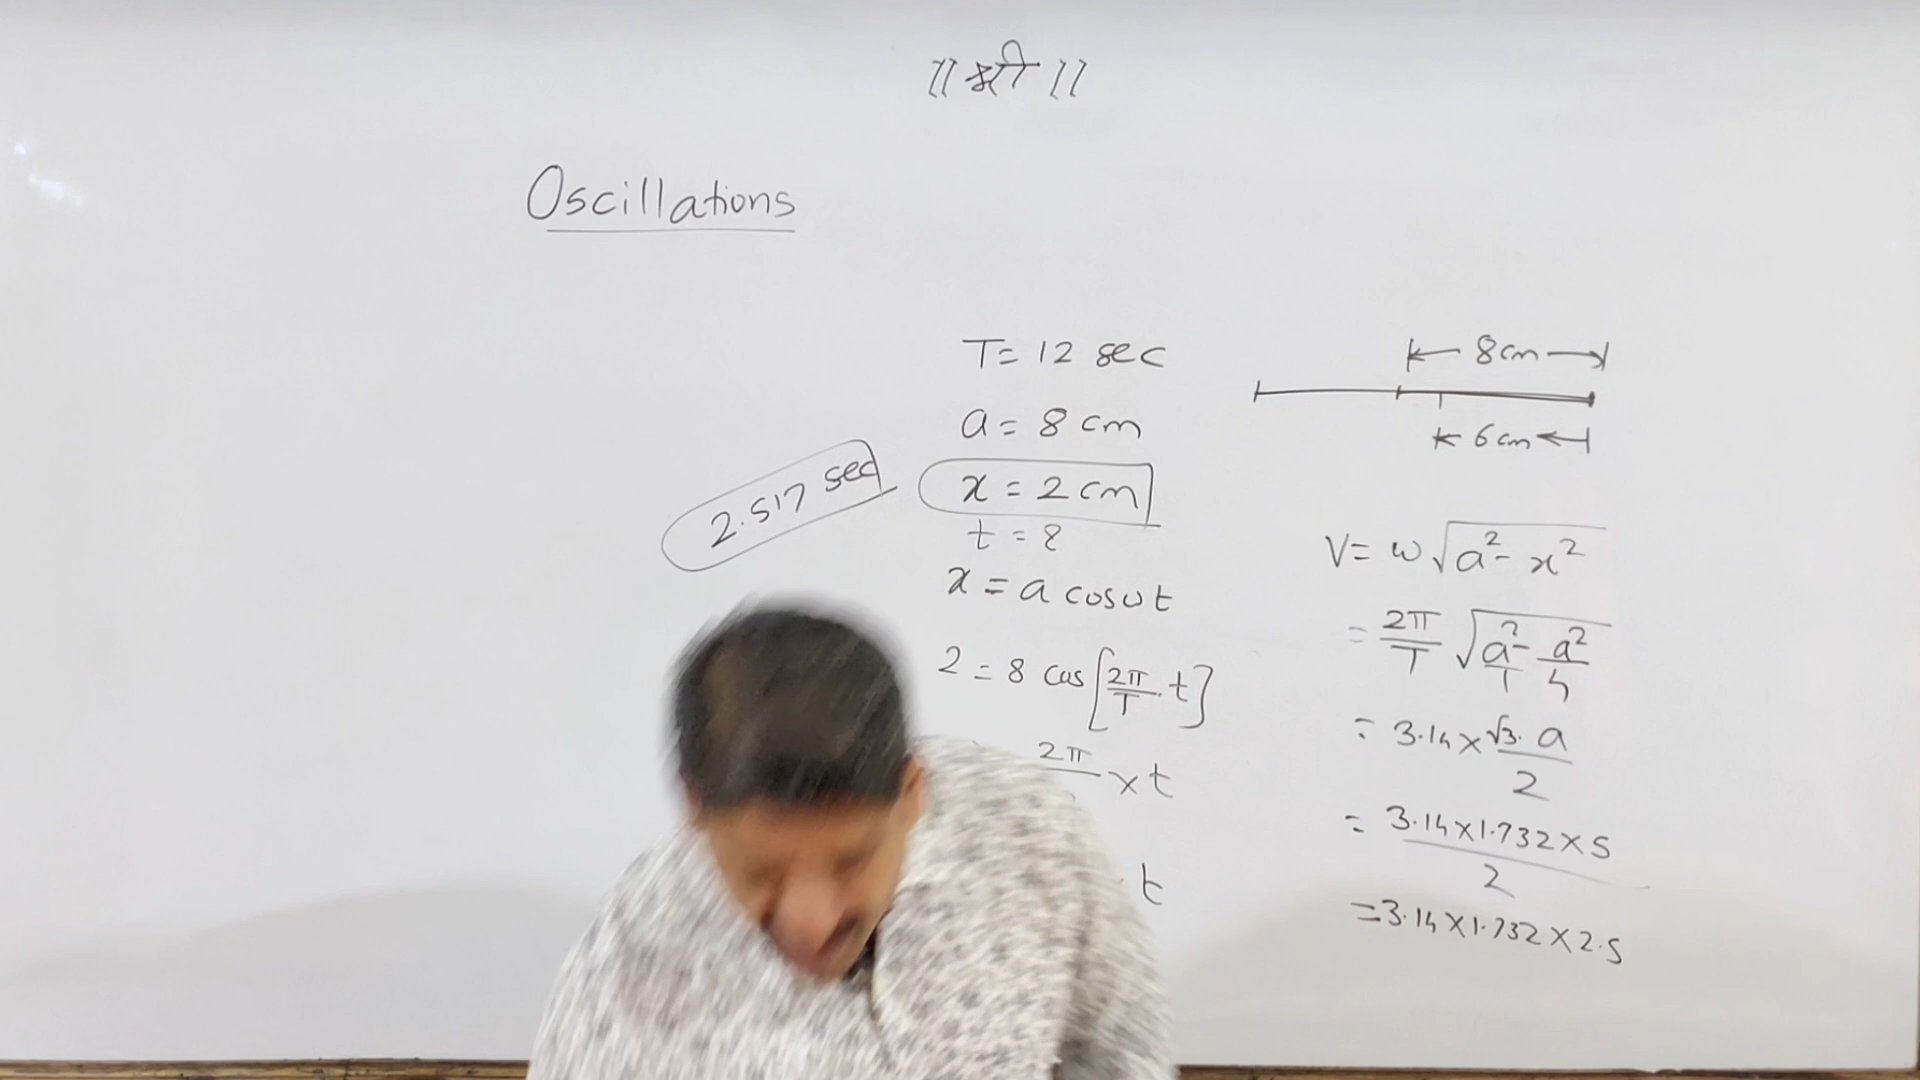 ॥ श्री ॥
Oscillations
T= 12 sec
a = 8 cm
x = 2 cm
t = ?
x = a cosωt
2 = 8 cos[2π/T . t]
2π × t
t
2.517 sec
8cm
6cm
V= ω√(a² - x²)
= 2π/T √(a²/1 - a²/4)
= 3.14 × √3. a/2
= 3.14×1.732×5/2
=3.14×1.732×2.5